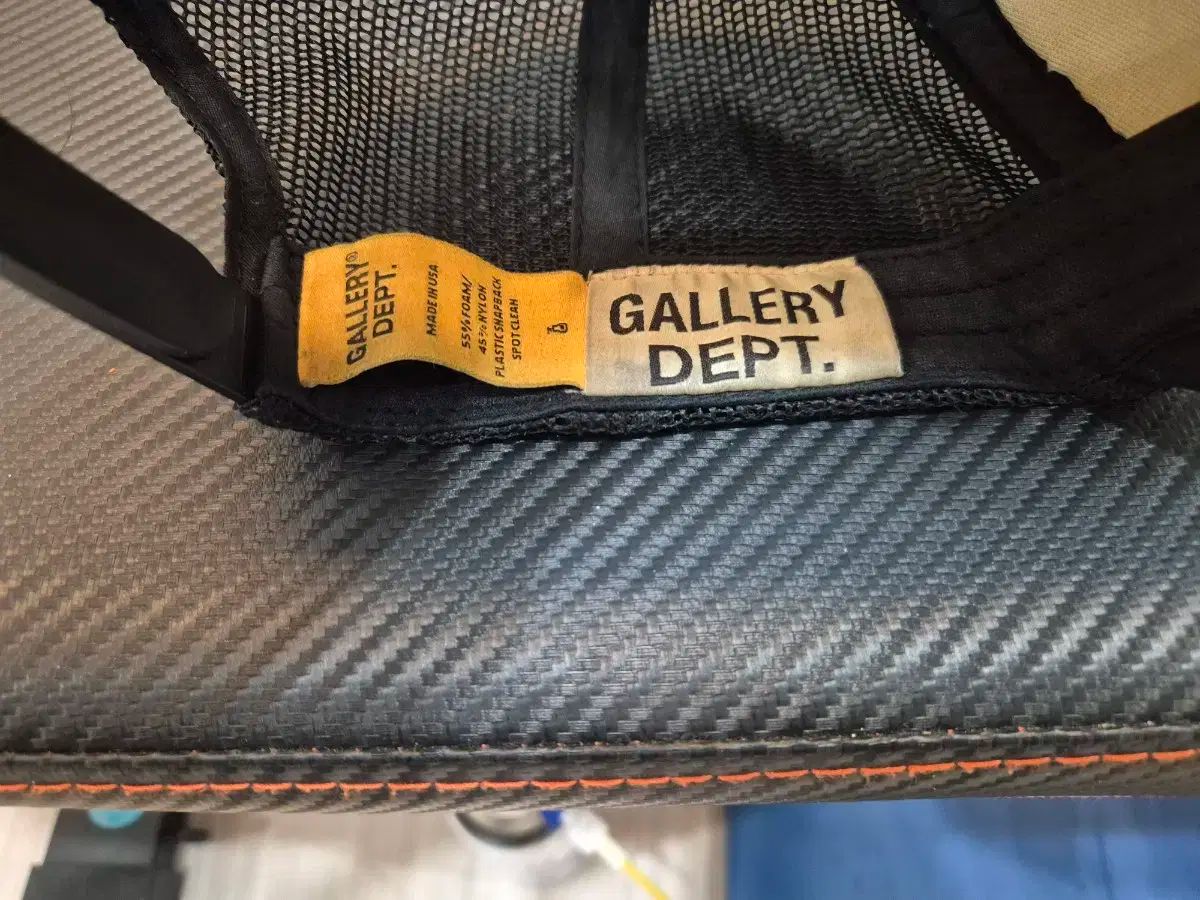 GALLERY®
DEPT.
MADE IN USA
55% FOAM/
45% NYLON
PLASTIC SNAPBACK
SPOT CLEAN
GALLERY
DEPT.